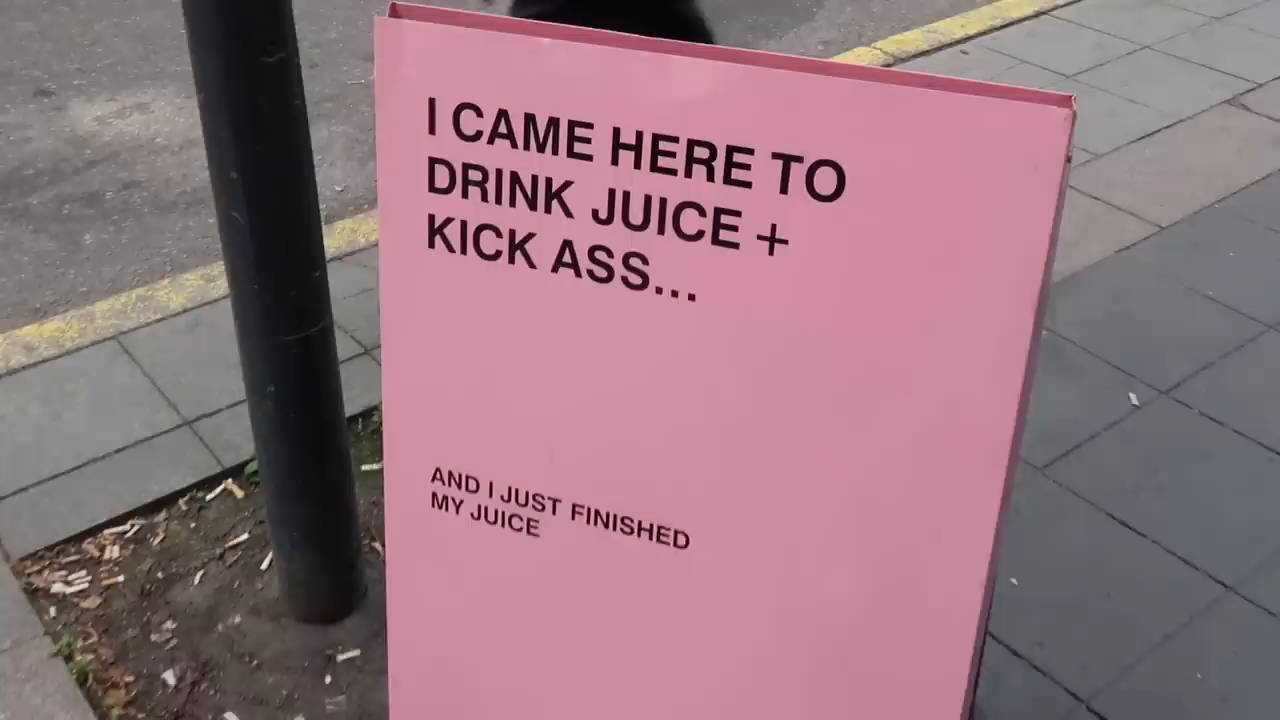 I CAME HERE TO
DRINK JUICE +
KICK ASS...
AND I JUST FINISHED
MY JUICE